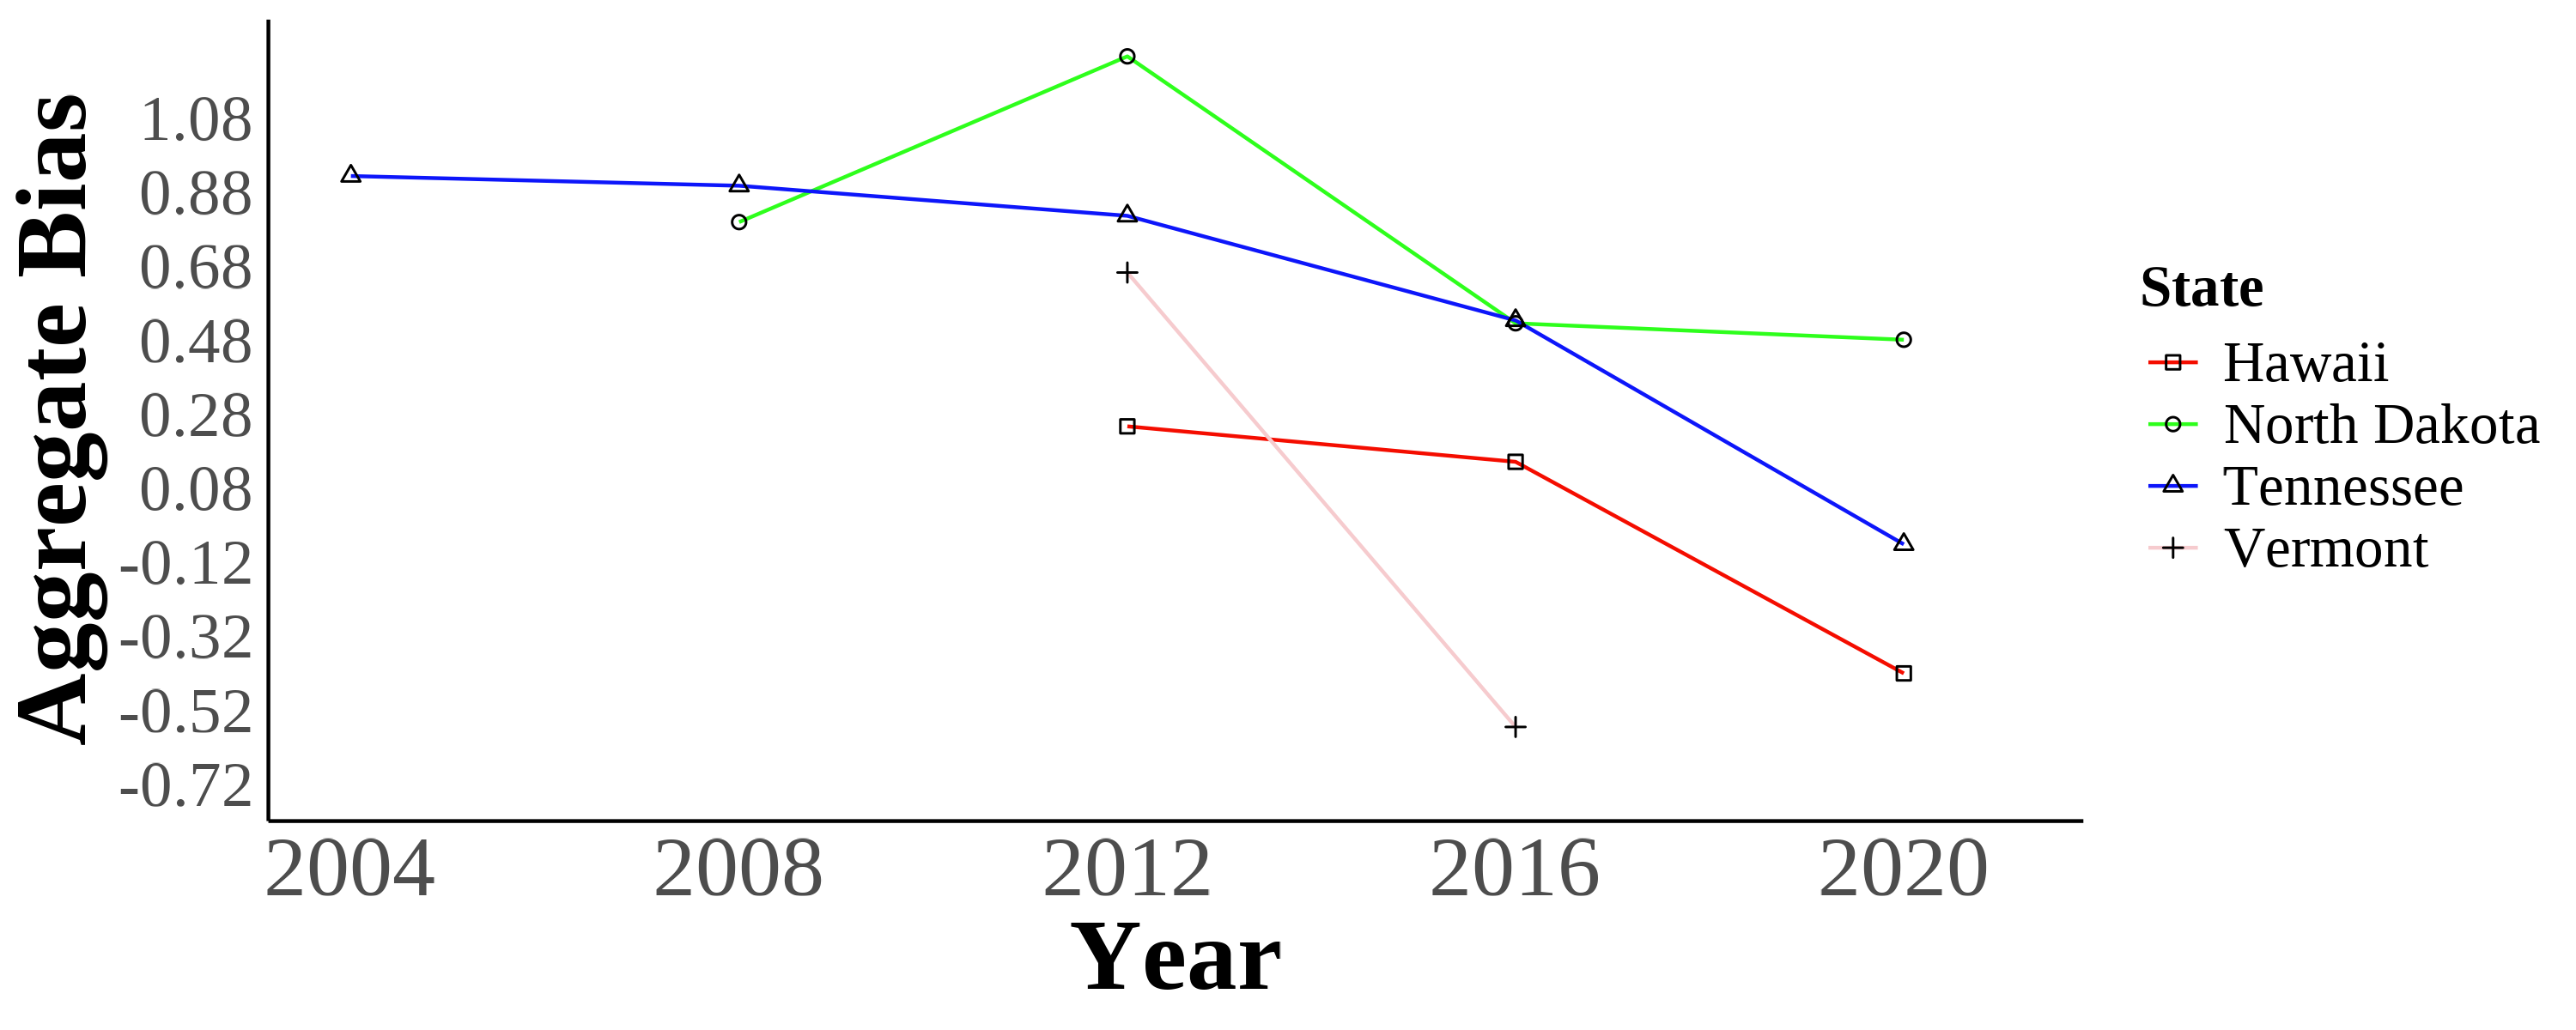 Aggregate Bias
1.08
0.88
0.68
0.48
0.28
0.08
-0.12
-0.32
-0.52
-0.72
2004 2008 2012 2016 2020
Year
State
Hawaii
North Dakota
Tennessee
Vermont